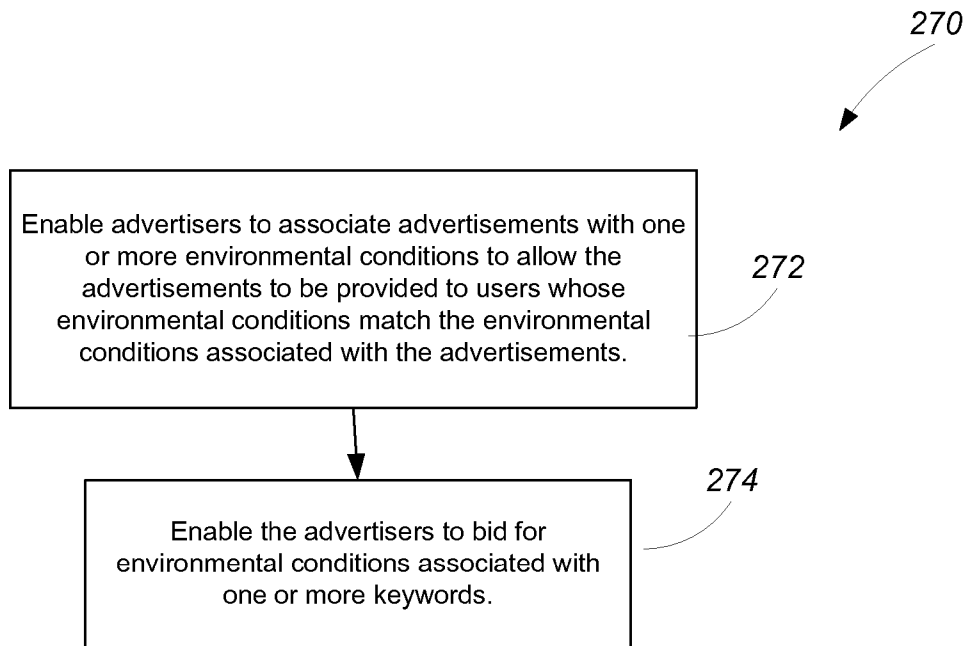 270
Enable advertisers to associate advertisements with one
or more environmental conditions to allow the
advertisements to be provided to users whose
environmental conditions match the environmental
conditions associated with the advertisements.
272
274
Enable the advertisers to bid for
environmental conditions associated with
one or more keywords.